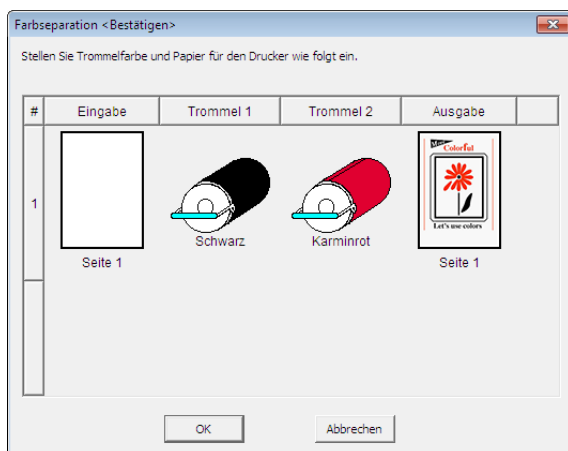 Farbseparation <Bestätigen>
Stellen Sie Trommelfarbe und Papier für den Drucker wie folgt ein.
# Eingabe Trommel 1 Trommel 2 Ausgabe
Colorful
1
Schwarz Karminrot
Let's use colors
Seite 1 Seite 1
OK Abbrechen